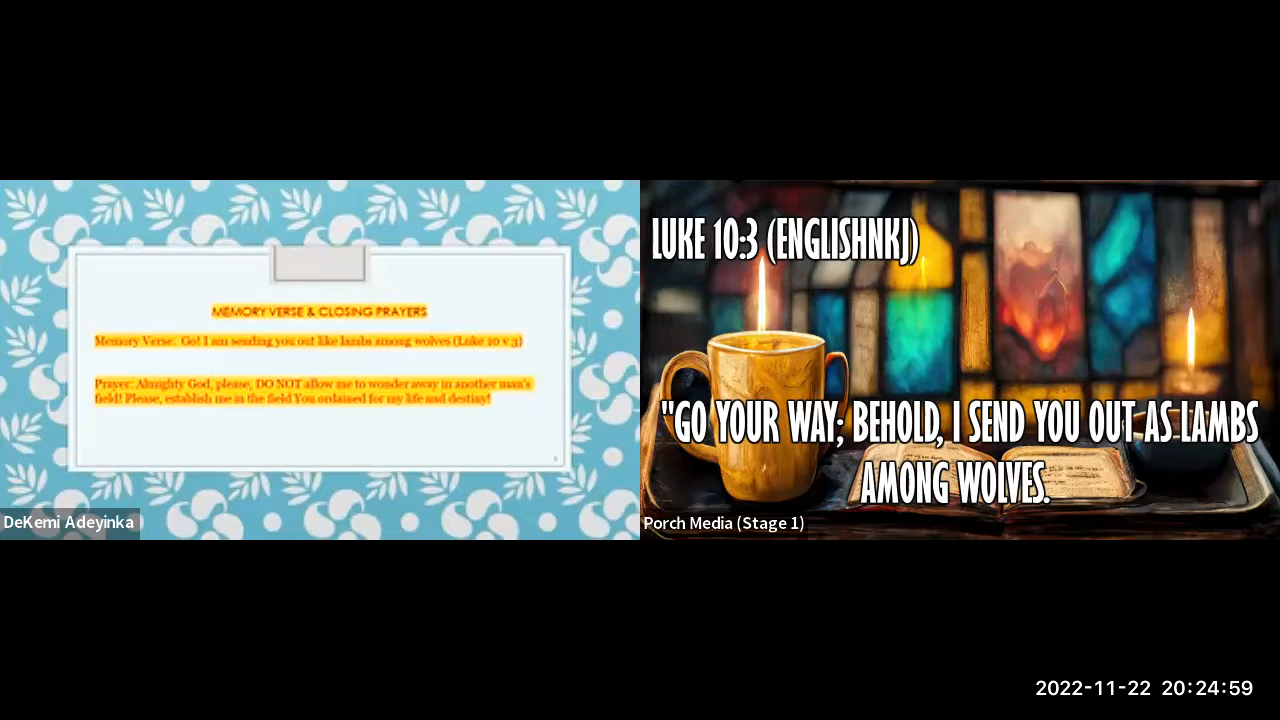 MEMORY VERSE & CLOSING PRAYERS
Memory Verse: Go! I am sending you out like lambs among wolves (Luke 10 v 3)
Prayer: Almighty God, please, DO NOT allow me to wonder away in another man's
field! Please, establish me in the field You ordained for my life and destiny!
DeKemi Adeyinka
LUKE 10:3 (ENGLISHNKJ)
"GO YOUR WAY; BEHOLD, I SEND YOU OUT AS LAMBS
AMONG WOLVES.
Porch Media (Stage 1)
2022-11-22 20:24:59